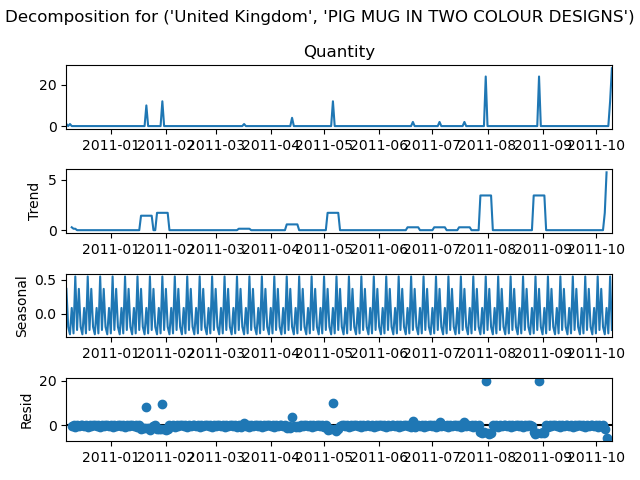 Decomposition for ('United Kingdom', 'PIG MUG IN TWO COLOUR DESIGNS')
Quantity
20
0
2011-01 2011-02 2011-03 2011-04 2011-05 2011-06 2011-07 2011-08 2011-09 2011-10
Trend
5
0
2011-01 2011-02 2011-03 2011-04 2011-05 2011-06 2011-07 2011-08 2011-09 2011-10
Seasonal
0.5
0.0
2011-01 2011-02 2011-03 2011-04 2011-05 2011-06 2011-07 2011-08 2011-09 2011-10
Resid
20
0
2011-01 2011-02 2011-03 2011-04 2011-05 2011-06 2011-07 2011-08 2011-09 2011-10